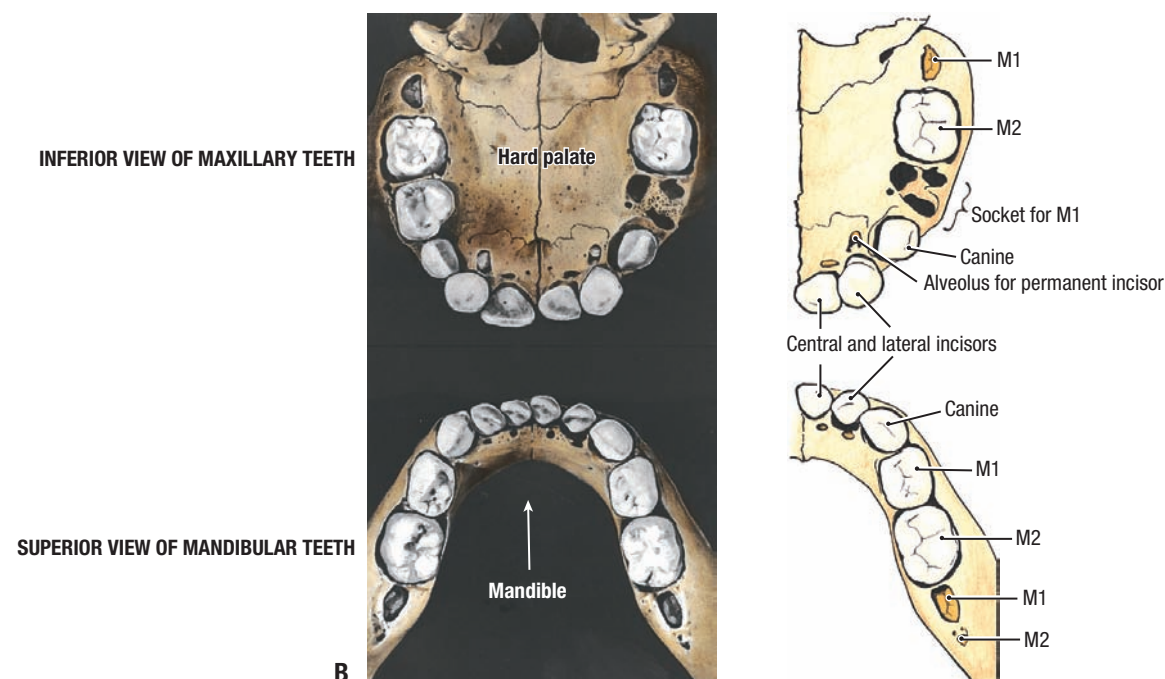 M1
M2
INFERIOR VIEW OF MAXILLARY TEETH
Hard palate
Socket for M1
Canine
Alveolus for permanent incisor
Central and lateral incisors
Canine
M1
M2
SUPERIOR VIEW OF MANDIBULAR TEETH
Mandible
M1
M2
B